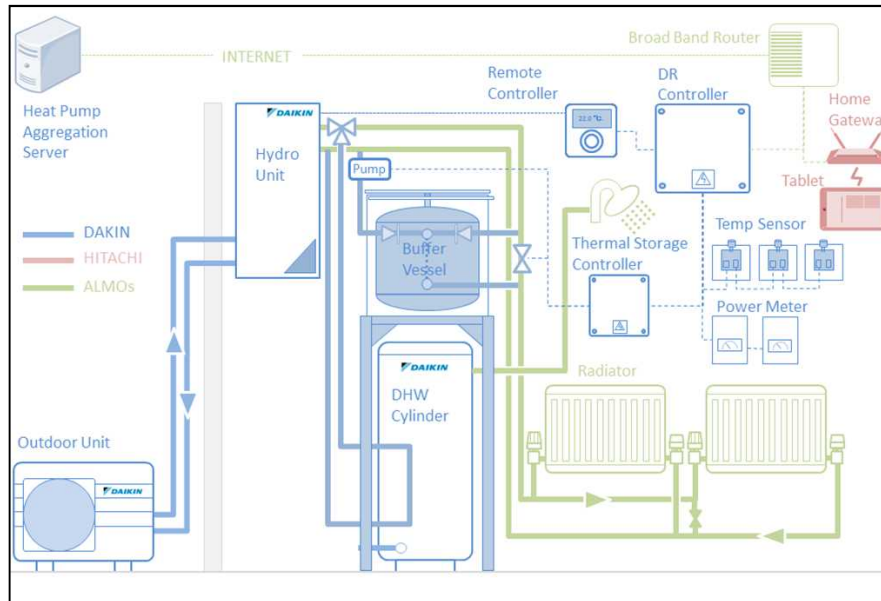 INTERNET
Broad Band Router
Heat Pump
Aggregation
Server
DAIKIN
Hydro
Unit
Remote
Controller
22.0 °C
DR
Controller
Home
Gateway
Tablet
Pump
Buffer
Vessel
Thermal Storage
Controller
Temp Sensor
Power Meter
DAKIN
HITACHI
ALMOs
DAIKIN
DHW
Cylinder
Radiator
Outdoor Unit
DAIKIN